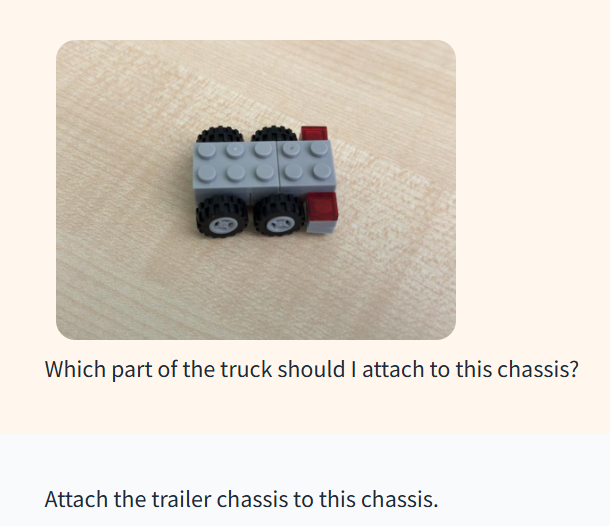 Which part of the truck should I attach to this chassis?
Attach the trailer chassis to this chassis.